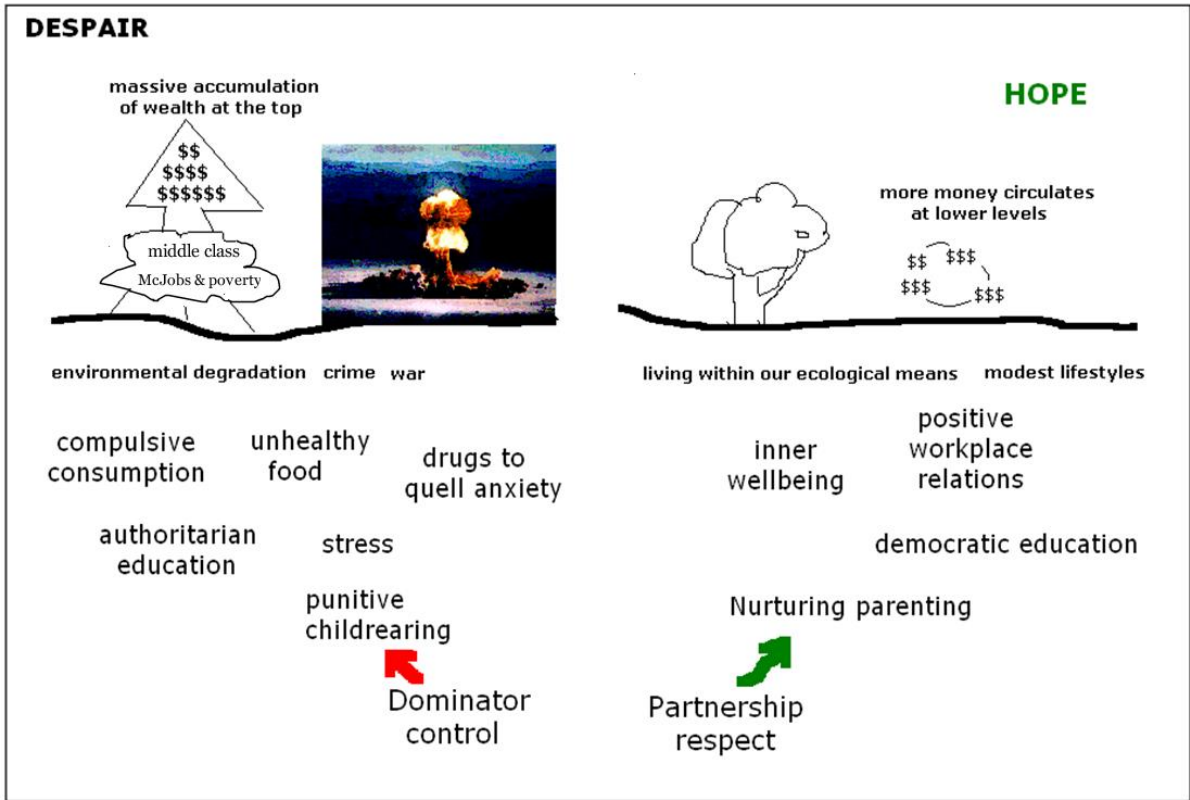 DESPAIR
massive accumulation
of wealth at the top
$$
$$$$
$$$$$$
middle class
McJobs & poverty
environmental degradation crime war
compulsive
consumption
unhealthy
food
drugs to
quell anxiety
authoritarian
education
stress
punitive
childrearing
Dominator
control
HOPE
more money circulates
at lower levels
$$ $$$
$$$ $$$
living within our ecological means modest lifestyles
inner
wellbeing
positive
workplace
relations
democratic education
Nurturing parenting
Partnership
respect